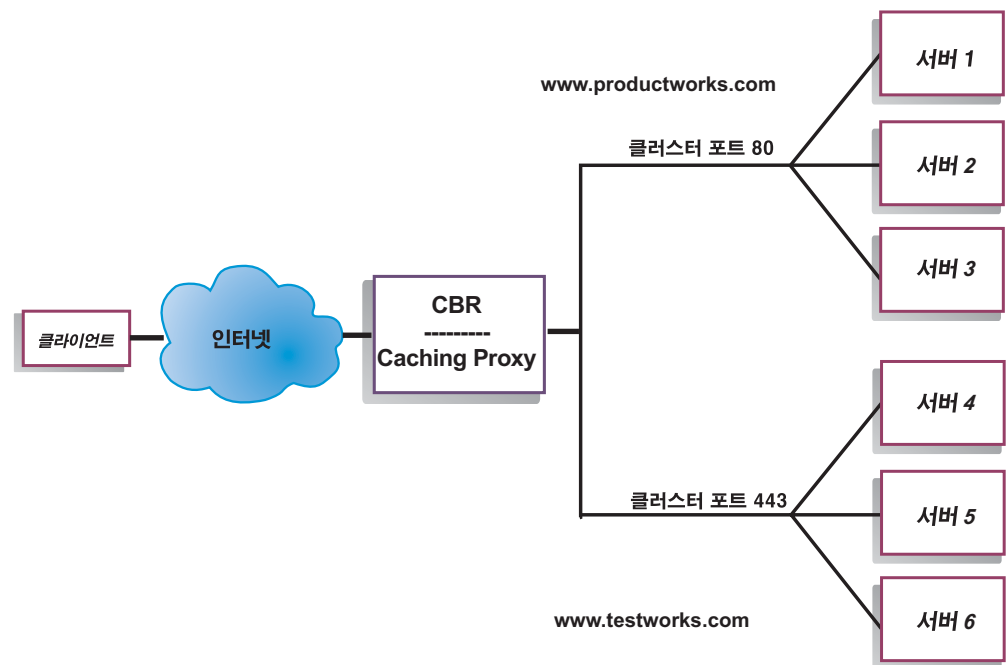 서버 1
www.productworks.com
클러스터 포트 80
서버 2
서버 3
클라이언트
인터넷
CBR
---------
Caching Proxy
서버 4
클러스터 포트 443
서버 5
서버 6
www.testworks.com